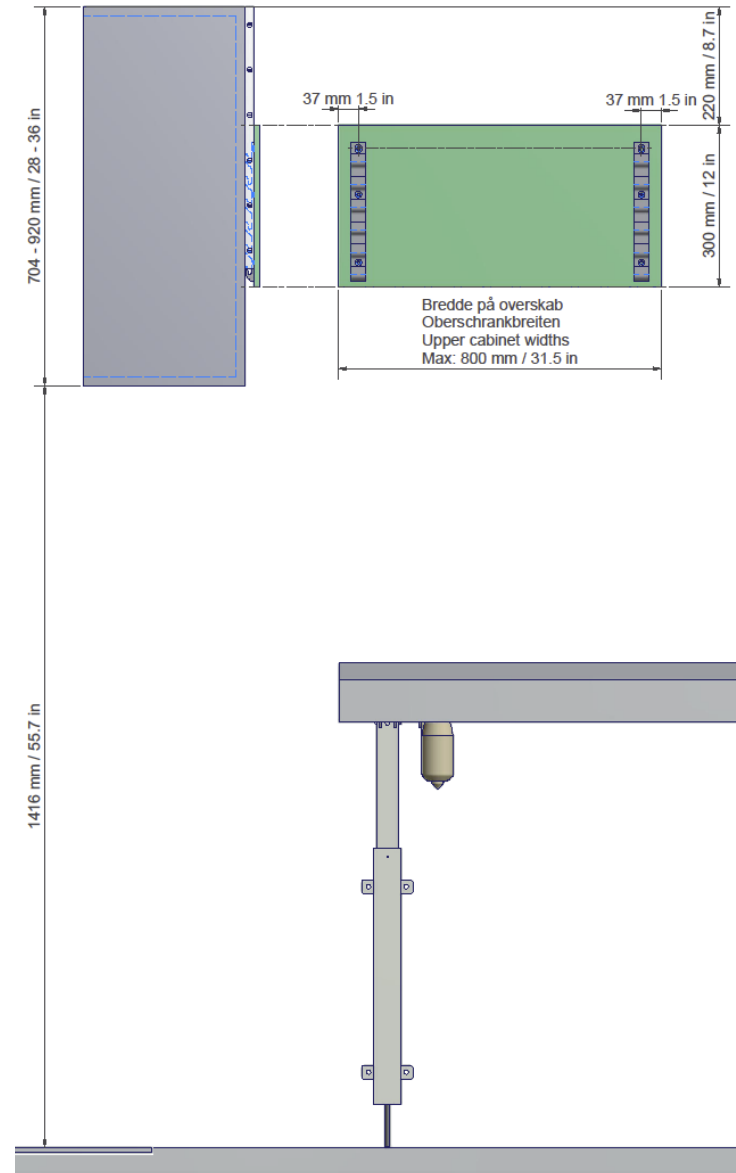 704 - 920 mm / 28 - 36 in
220 mm / 8.7 in
37 mm 1.5 in
37 mm 1.5 in
300 mm / 12 in
Bredde på overskab
Oberschrankbreiten
Upper cabinet widths
Max: 800 mm / 31.5 in
1416 mm / 55.7 in